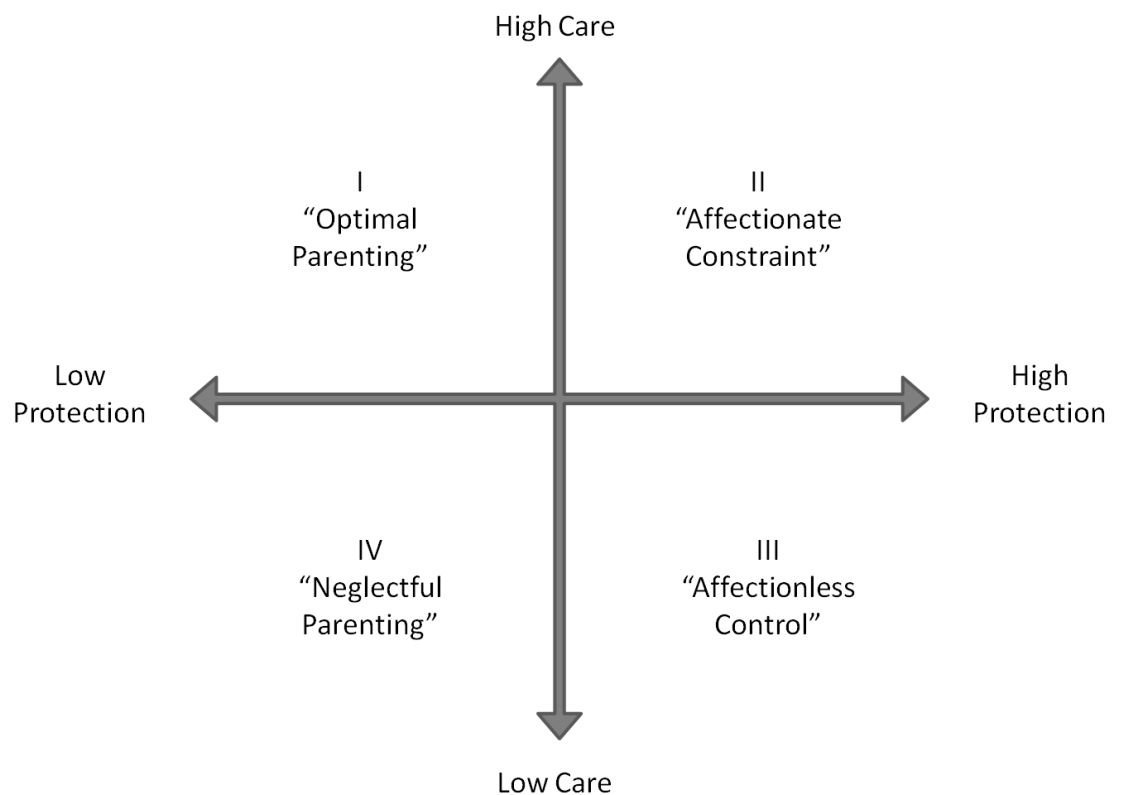 High Care
I
“Optimal
Parenting”
II
“Affectionate
Constraint”
Low
Protection
High
Protection
IV
“Neglectful
Parenting”
III
“Affectionless
Control”
Low Care